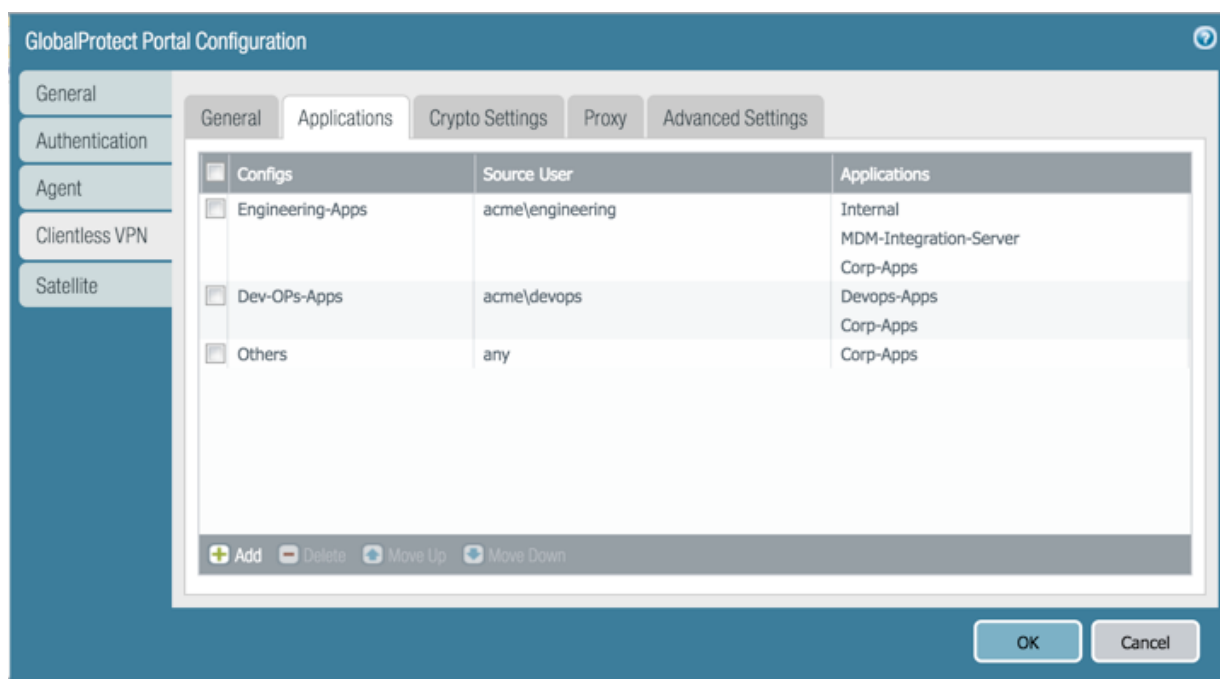 GlobalProtect Portal Configuration
General
Authentication
Agent
Clientless VPN
Satellite
General Applications Crypto Settings Proxy Advanced Settings
Configs Source User Applications
Engineering-Apps acme\engineering Internal
MDM-Integration-Server
Corp-Apps
Dev-OPs-Apps acme\devops Devops-Apps
Corp-Apps
Others any Corp-Apps
Add Delete Move Up Move Down
OK Cancel